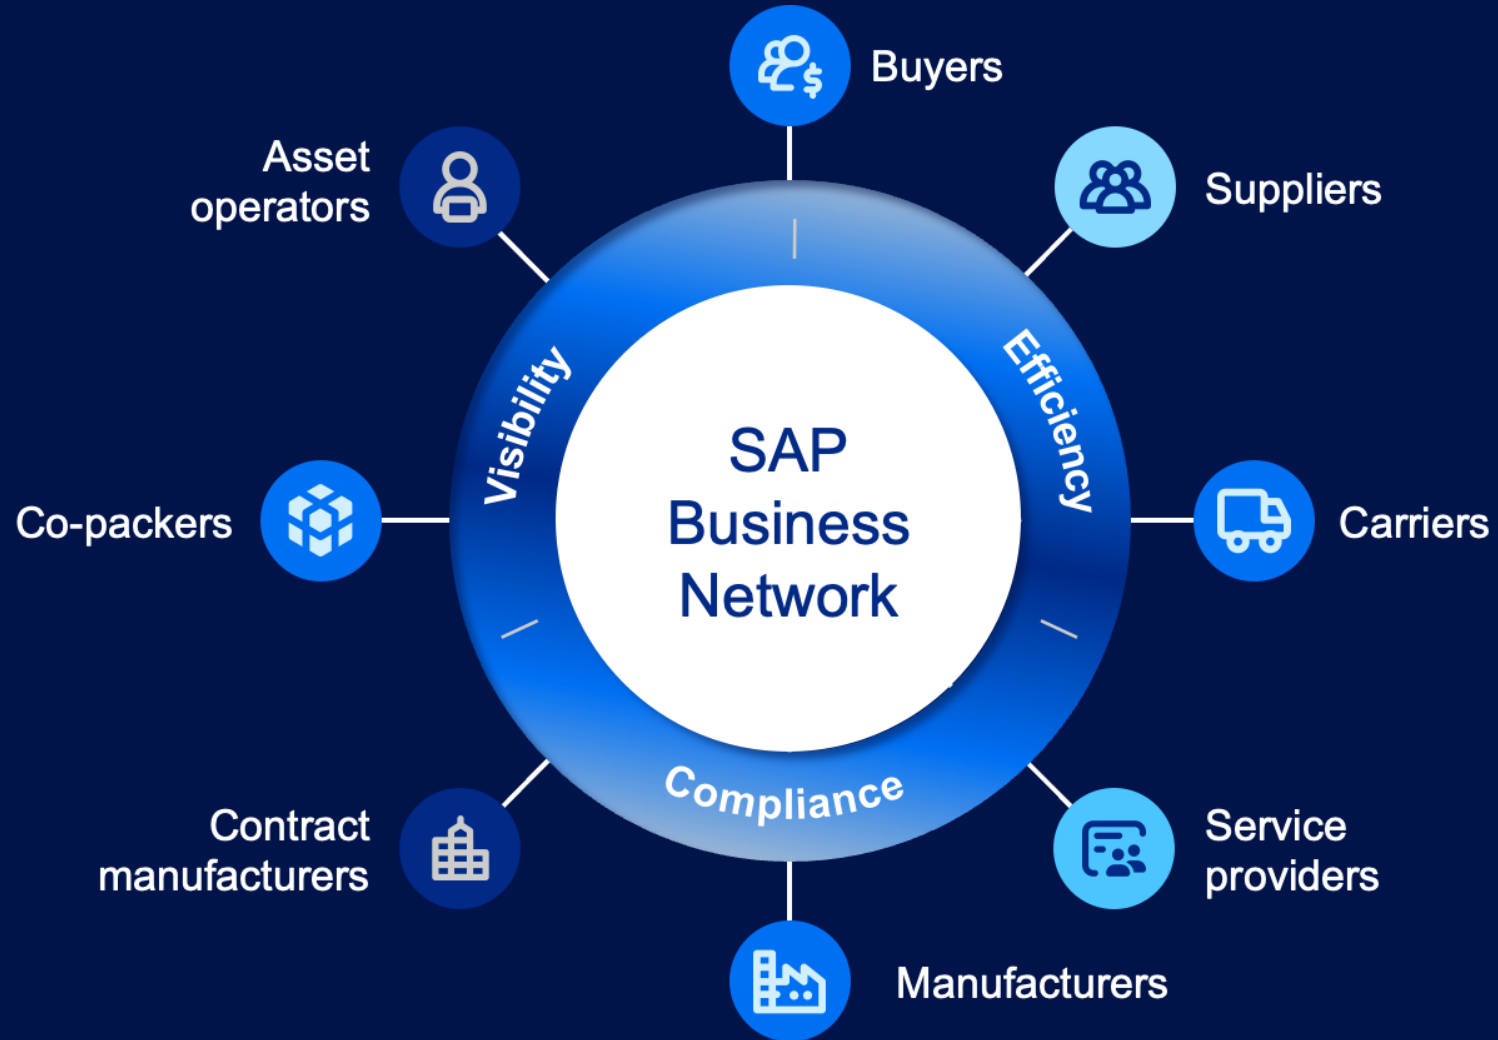 Buyers
Asset
operators
Suppliers
Visibility
Efficiency
SAP
Business
Network
Co-packers
Carriers
Compliance
Contract
manufacturers
Service
providers
Manufacturers